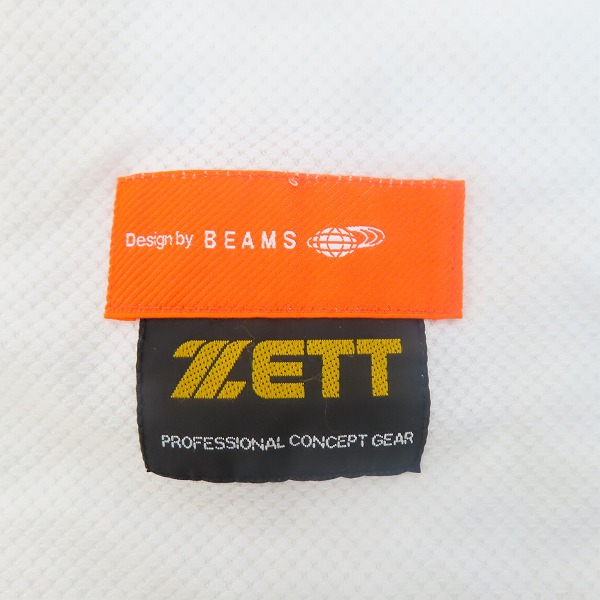 Design by BEAMS
ZETT
PROFESSIONAL CONCEPT GEAR